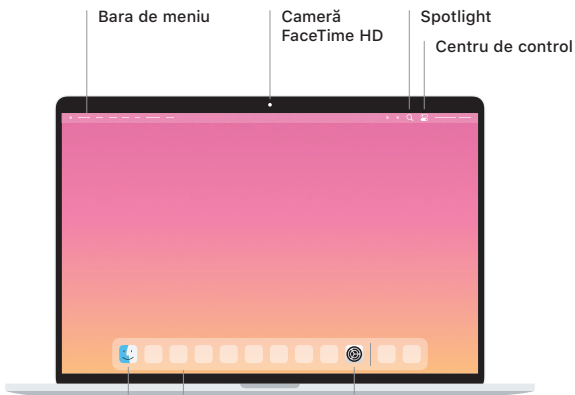 Bara de meniu
Cameră
FaceTime HD
Spotlight
Centru de control